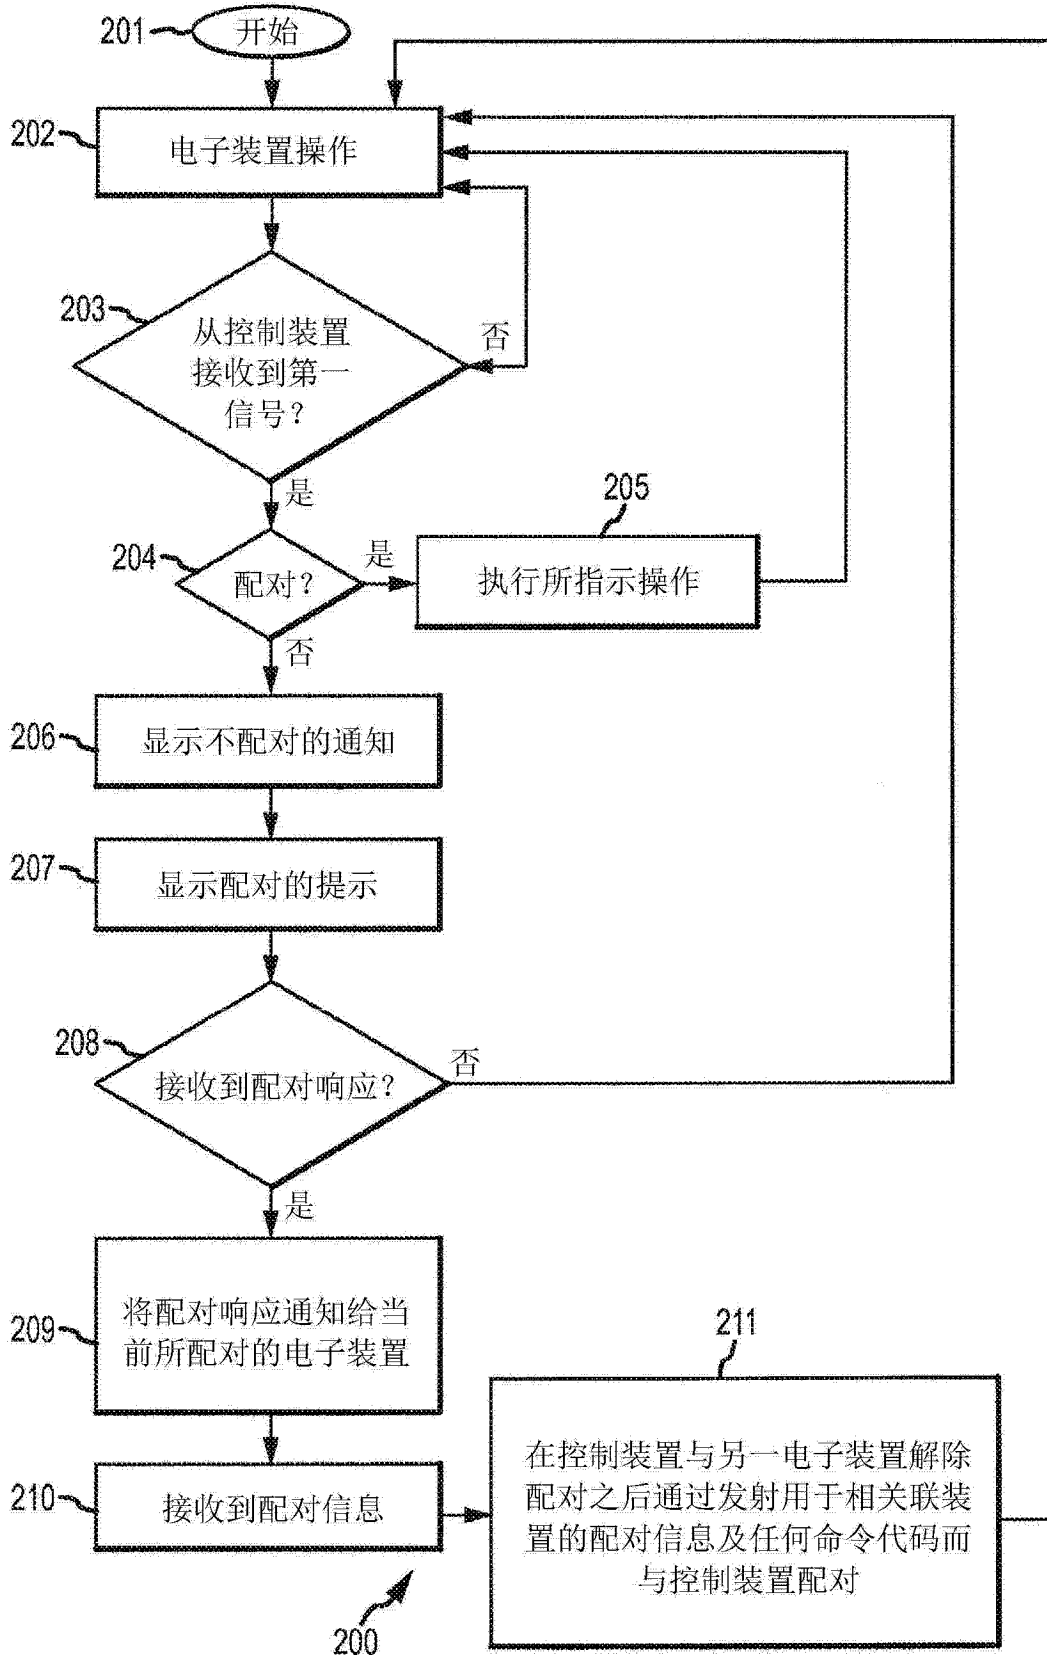 201
开始
202
电子装置操作
203
从控制装置
接收到第一
信号？
否
是
204
配对？
是
205
执行所指示操作
否
206
显示不配对的通知
207
显示配对的提示
208
接收到配对响应？
否
是
209
将配对响应通知给当
前所配对的电子装置
210
接收到配对信息
211
在控制装置与另一电子装置解除
配对之后通过发射用于相关联装
置的配对信息及任何命令代码而
与控制装置配对
200